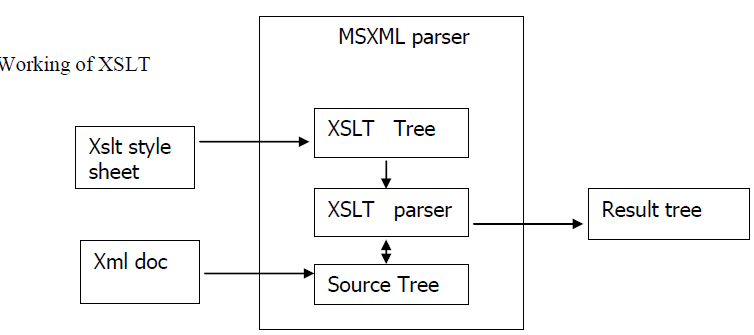 MSXML parser
Working of XSLT
XSLT Tree
Xslt style
sheet
XSLT parser
Result tree
Xml doc
Source Tree